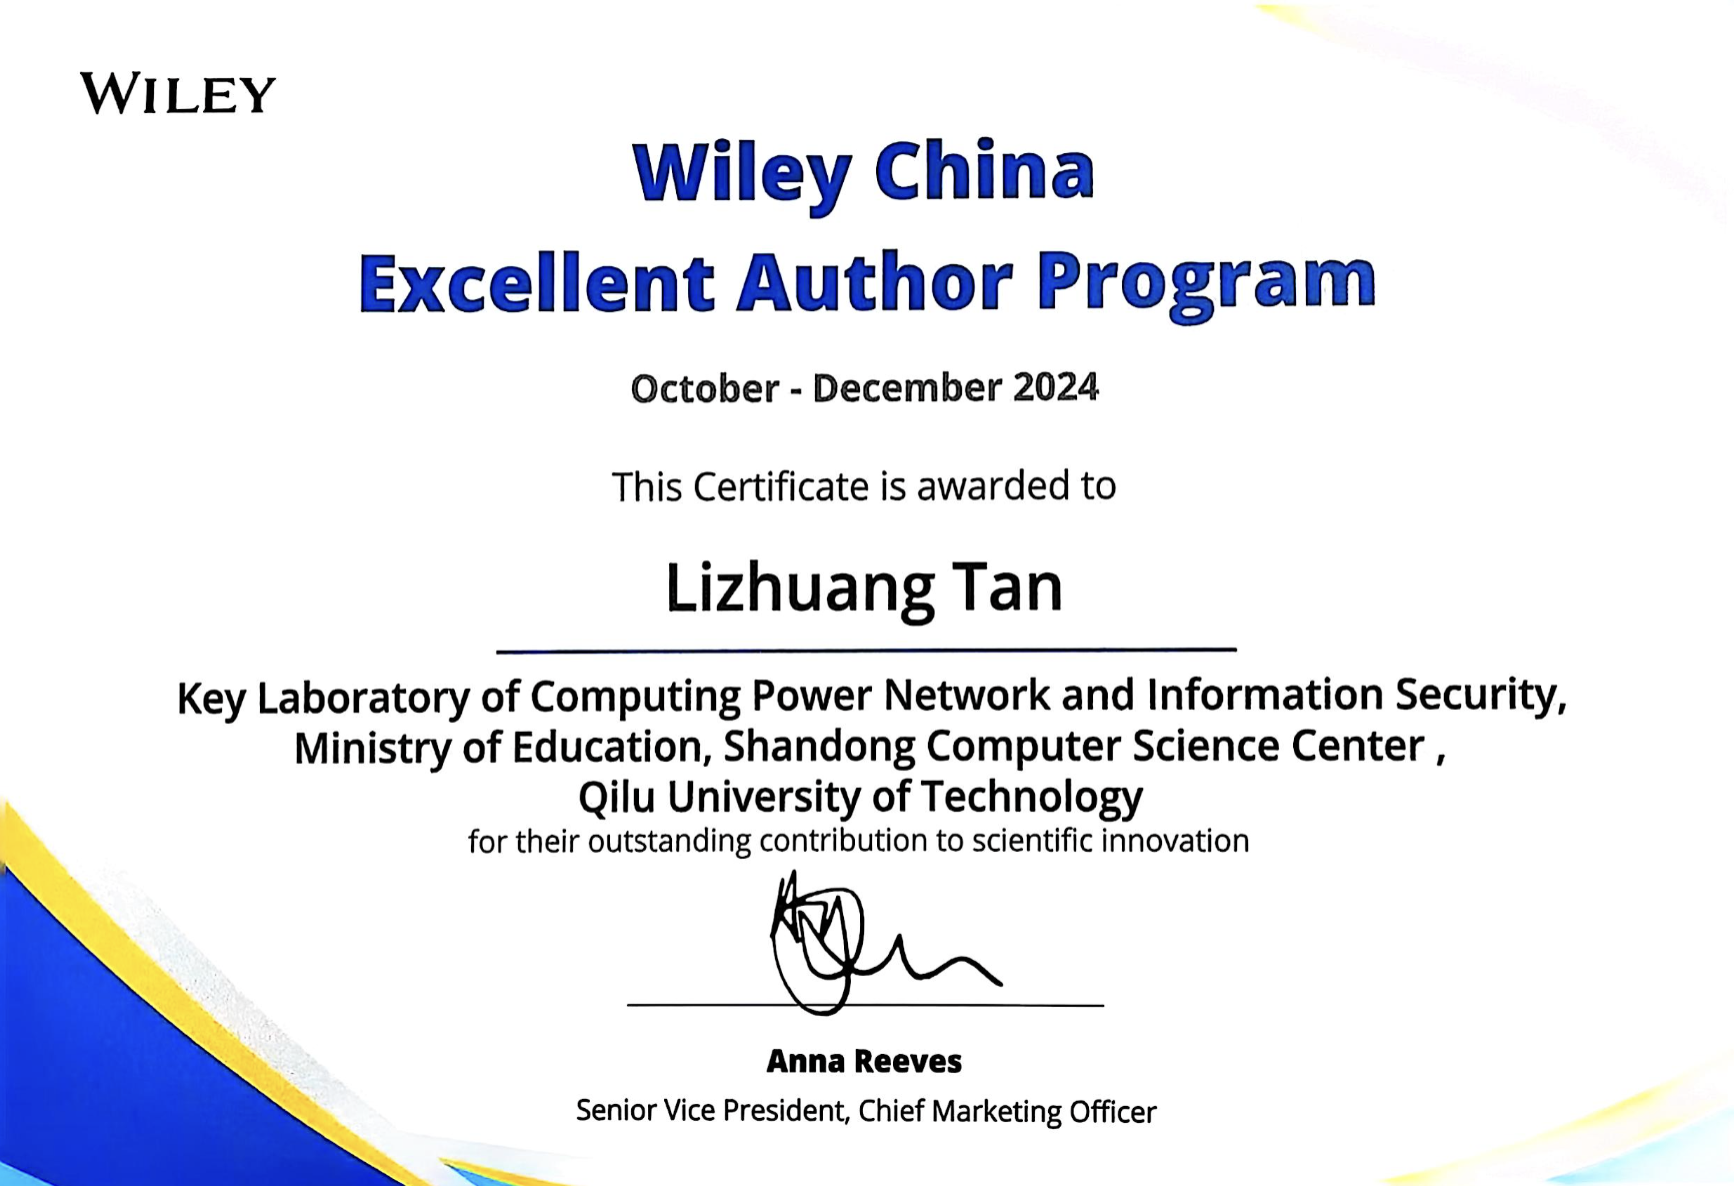 WILEY
Wiley China
Excellent Author Program
October - December 2024
This Certificate is awarded to
Lizhuang Tan
Key Laboratory of Computing Power Network and Information Security,
Ministry of Education, Shandong Computer Science Center ,
Qilu University of Technology
for their outstanding contribution to scientific innovation
Anna Reeves
Senior Vice President, Chief Marketing Officer